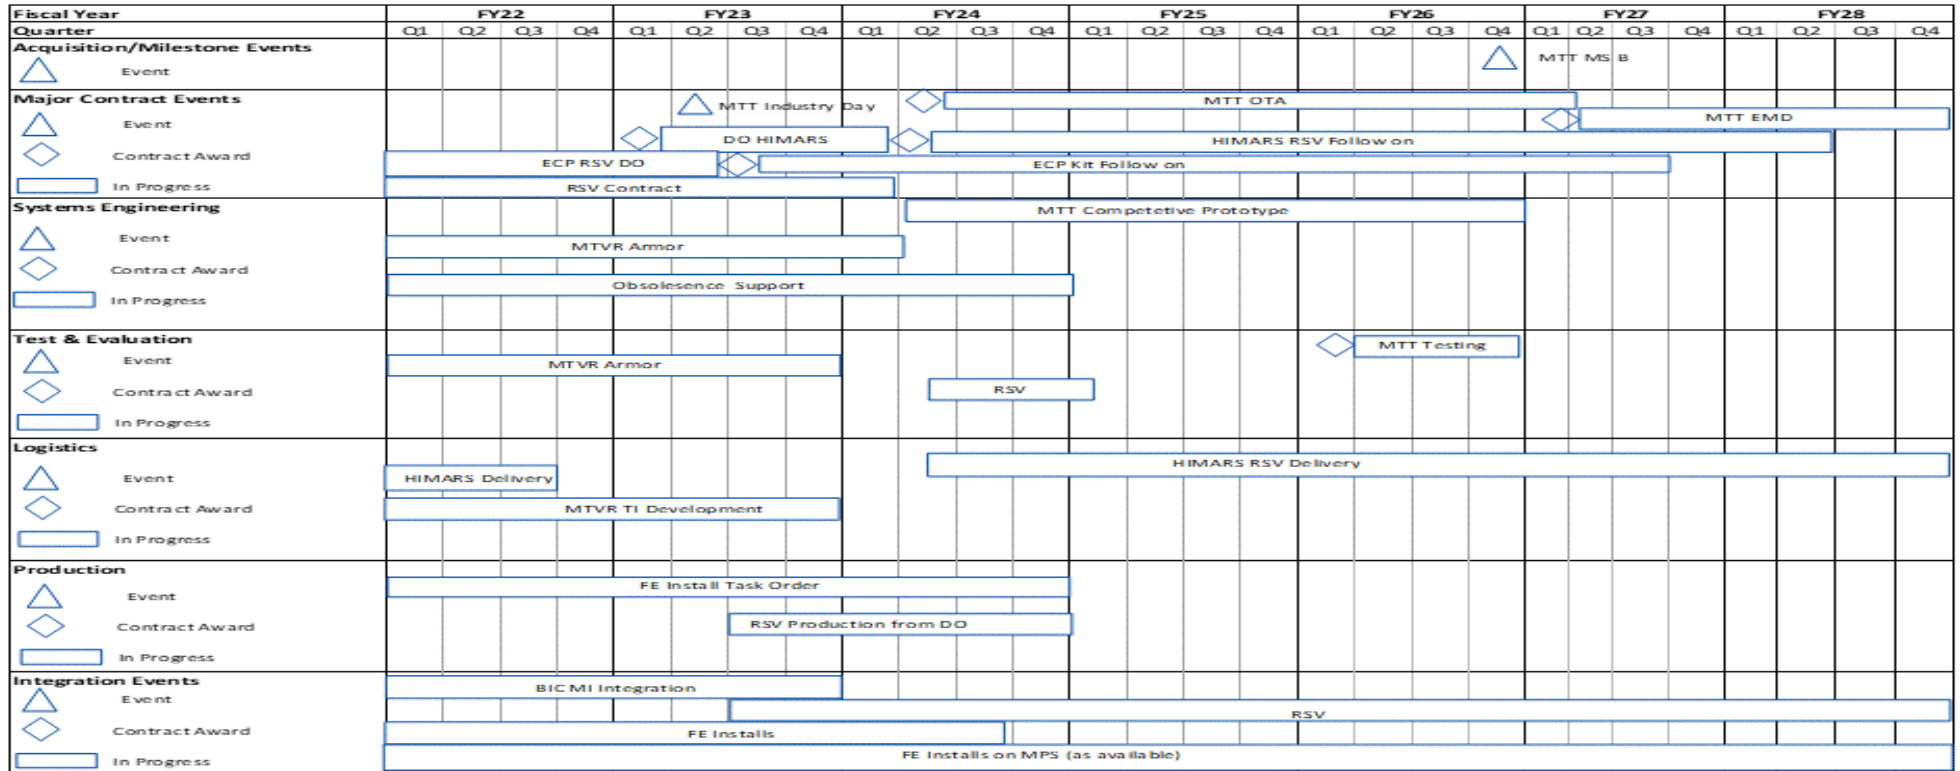 Fiscal Year FY22 FY23 FY24 FY25 FY26 FY27 FY28
Quarter Q1 Q2 Q3 Q4 Q1 Q2 Q3 Q4 Q1 Q2 Q3 Q4 Q1 Q2 Q3 Q4 Q1 Q2 Q3 Q4 Q1 Q2 Q3 Q4 Q1 Q2 Q3 Q4
Acquisition/Milestone Events
MTT MS B
Event
Major Contract Events
MTT OTA
MTT Industry Day
MTT EMD
Event
DO HIMARS
HIMARS RSV Follow on
Contract Award
ECP RSV DO
ECP Kit Follow on
In Progress
RSV Contract
Systems Engineering
MTT Competetive Prototype
Event
MTVR Armor
Contract Award
Obsolesence Support
In Progress
Test & Evaluation
MTT Testing
Event
MTVR Armor
Contract Award
RSV
In Progress
Logistics
HIMARS RSV Delivery
Event
HIMARS Delivery
Contract Award
MTVR TI Development
In Progress
Production
FE Install Task Order
Event
Contract Award
RSV Production from DO
In Progress
Integration Events
BIC MI Integration
Event
RSV
Contract Award
FE Installs
FE Installs on MPS (as available)
In Progress